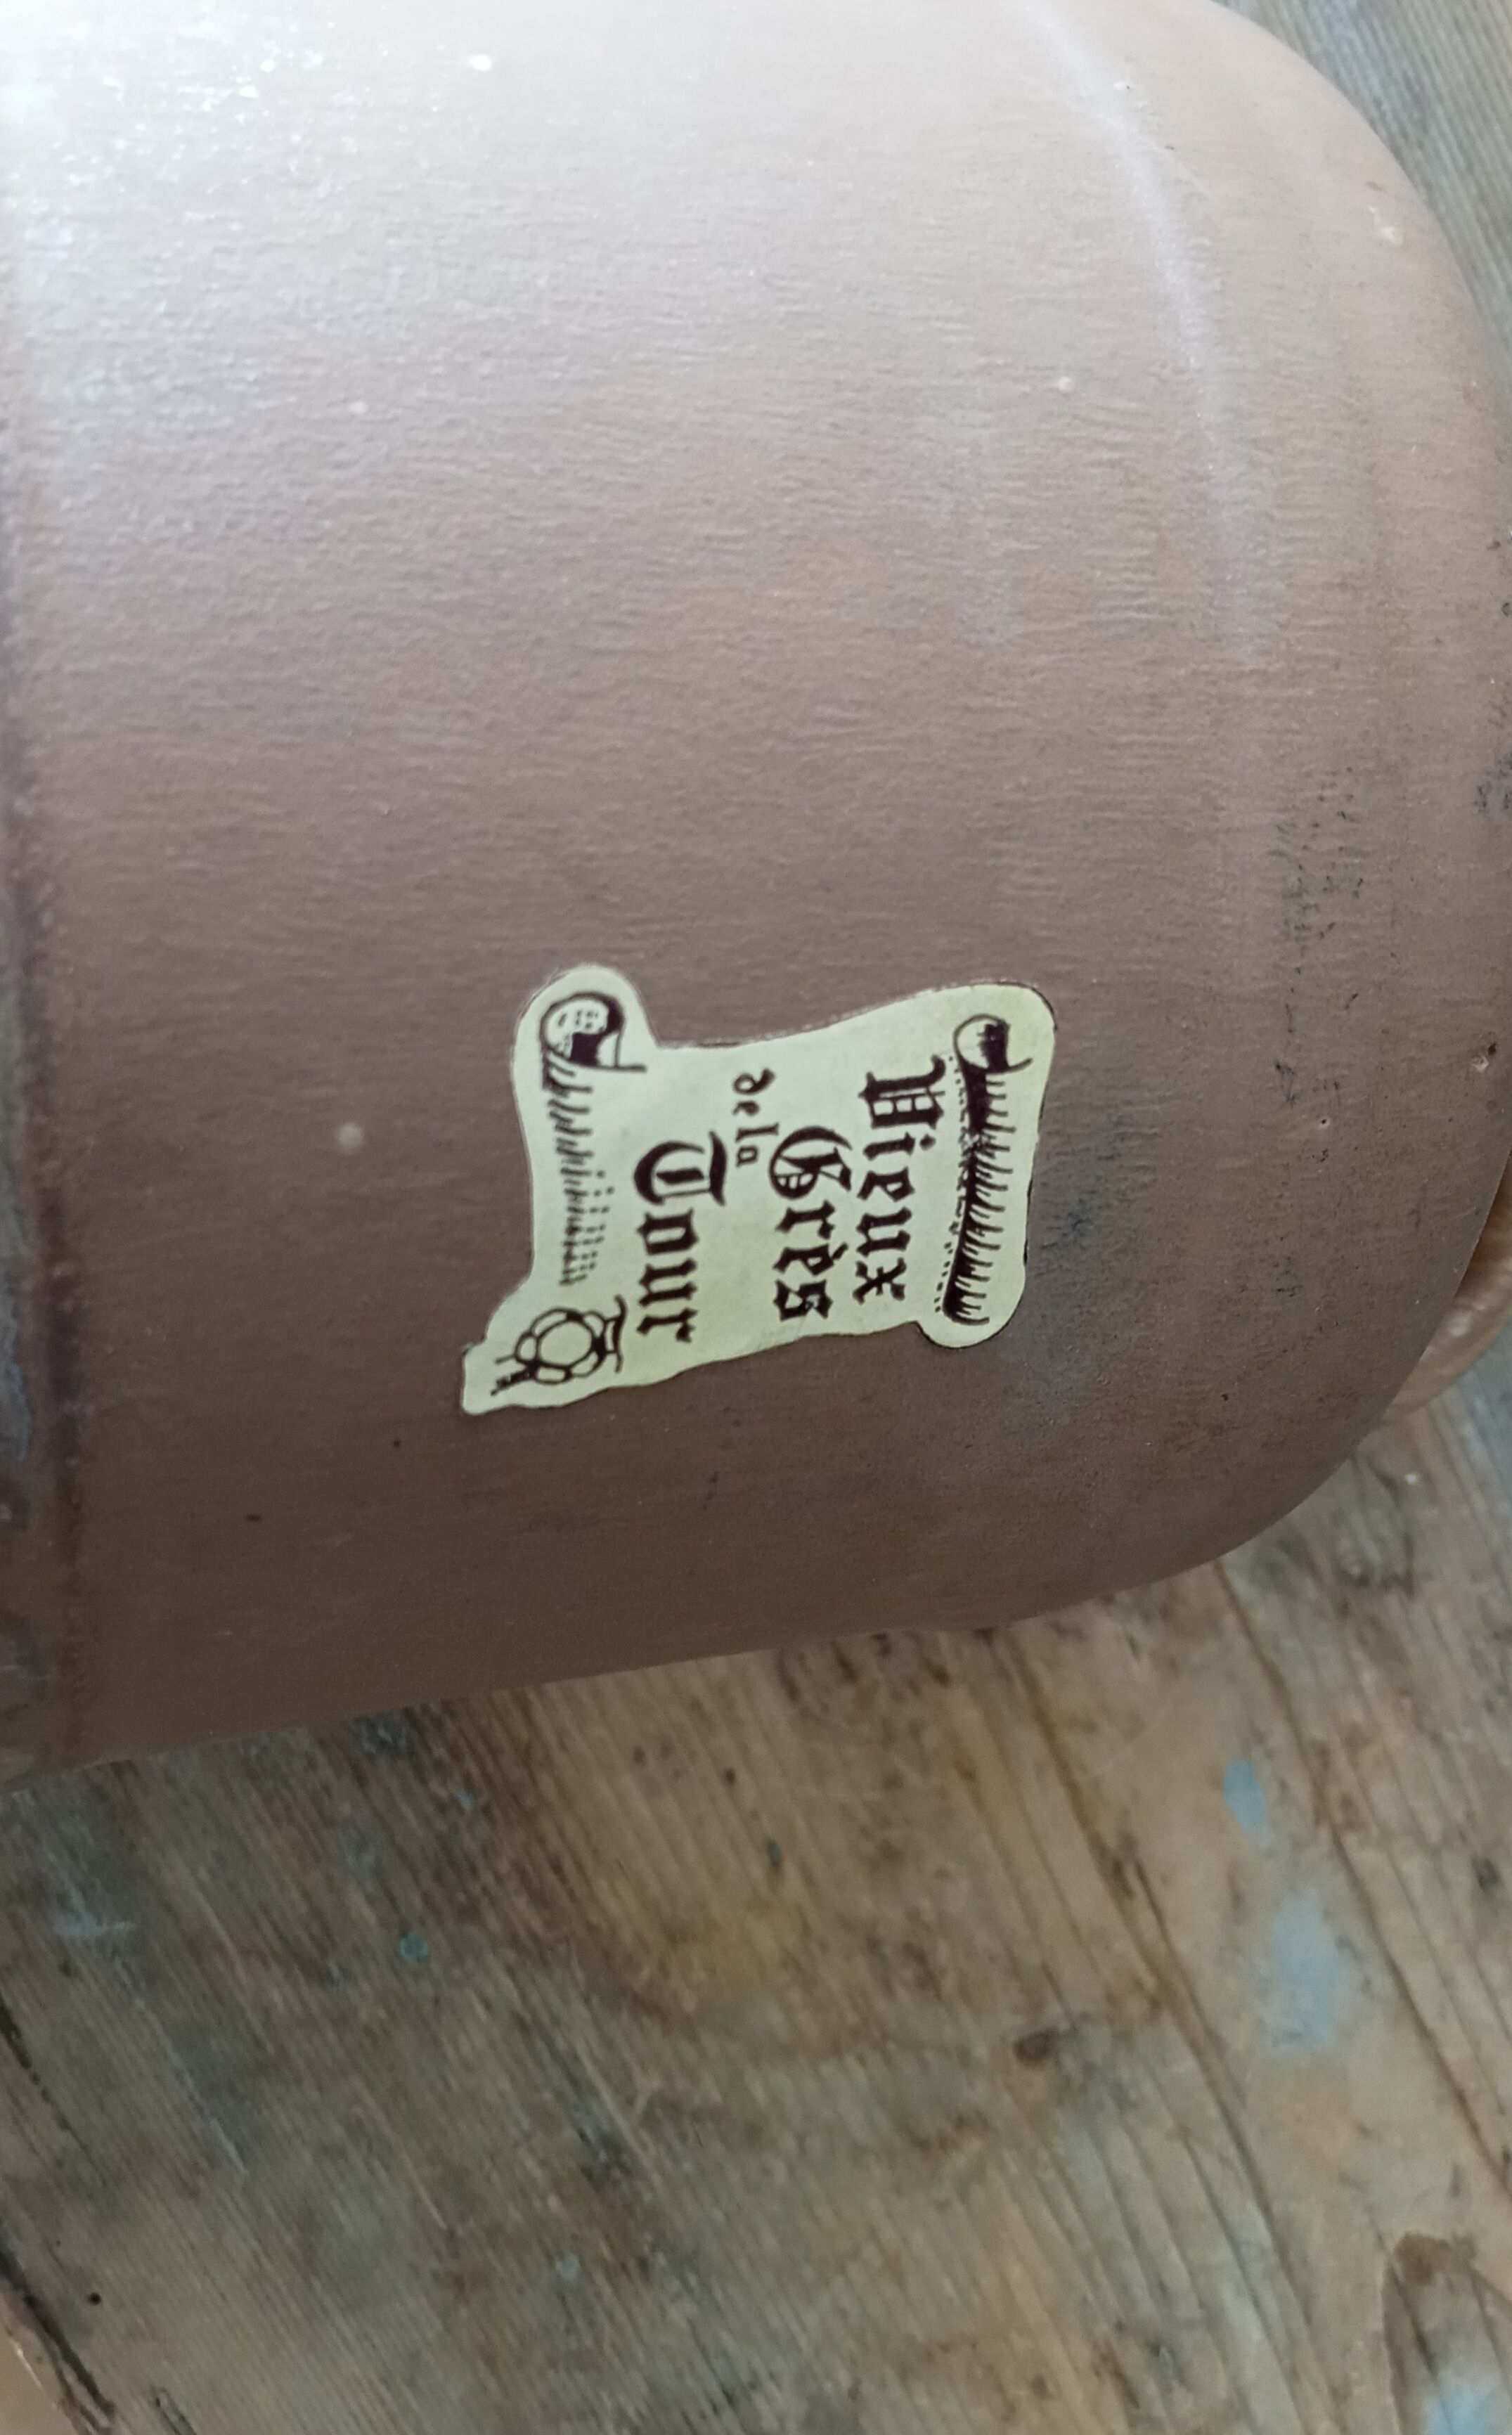 Vieux
Grès
de la
Tour